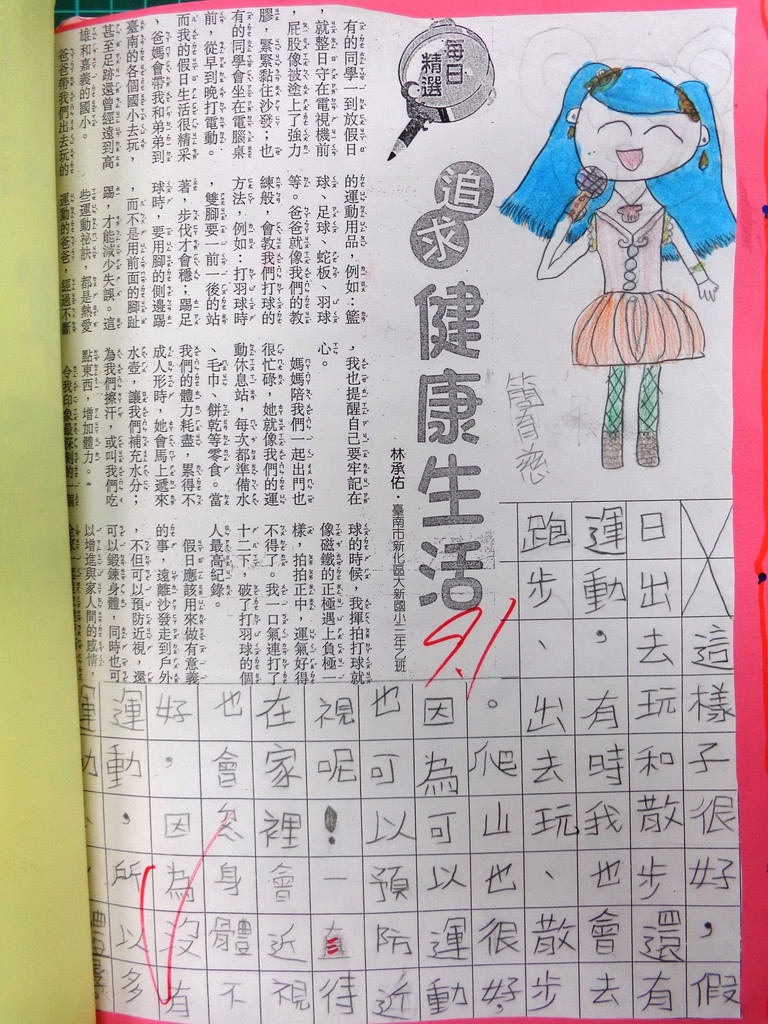 每日
精選
追求健康生活
林承佑．臺南市新化區大新國小三年乙班
有的同學一到放假日
，就整日守在電視機前
，屁股像被塗上了強力
膠，緊緊黏住沙發；也
有的同學會坐在電腦桌
前，從早到晚打電動。
而我的假日生活很精采
，爸媽會帶我和弟弟到
臺南的各個國小去玩，
甚至足跡還曾經遠到高
雄和嘉義的國小。
爸爸帶我們出去玩的
的運動用品，例如：籃
球、足球、蛇板、羽球
等。爸爸就像我們的教
練般，會教我們打球的
方法，例如：打羽球時
，雙腳要一前一後的站
著，步伐才會穩；踢足
球時，要用腳的側邊踢
，而不是用前面的腳趾
踢，才能減少失誤。這
些運動祕訣，都是熱愛
運動的爸爸，經過不斷
，我也提醒自己要牢記在
心。
媽媽陪我們一起出門也
很忙碌，她就像我們的運
動休息站，每次都準備水
、毛巾、餅乾等零食。當
我們的體力耗盡，累得不
成人形時，她會馬上遞來
水壺，讓我們補充水分；
為我們擦汗，或叫我們吃
點東西，增加體力。
令我印象最深刻的一個
球的時候，我揮拍打球就
像磁鐵的正極遇上負極一
樣，拍拍正中，運氣好得
不得了。我一口氣連打了
十二下，破了打羽球的個
人最高紀錄。
假日應該用來做有意義
的事，遠離沙發走到戶外
，不但可以預防近視，還
可以鍛鍊身體，同時也可
以增進與家人間的感情，
這樣子很好，假
日出去玩和散步還有
運動，有時我也會去
跑步、出去玩、散步
。爬山也很好，
因為可以運動
也可以預防近
視呢！一直待
在家裡會近視
也會身體不
好，因為沒有
運動，所以多
運動